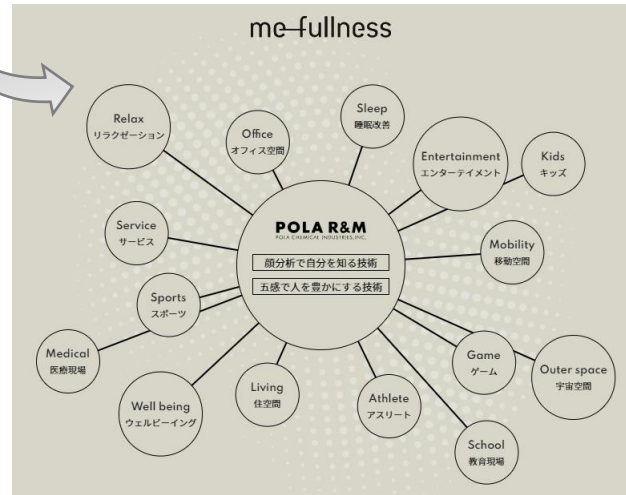 me-fullness
Relax
リラクゼーション
Office
オフィス空間
Sleep
睡眠改善
Entertainment
エンターテイメント
Kids
キッズ
Service
サービス
POLA R&M
POLA CHEMICAL INDUSTRIES, INC.
顔分析で自分を知る技術
五感で人を豊かにする技術
Mobility
移動空間
Sports
スポーツ
Medical
医療現場
Game
ゲーム
Outer space
宇宙空間
Well being
ウェルビーイング
Living
住空間
Athlete
アスリート
School
教育現場